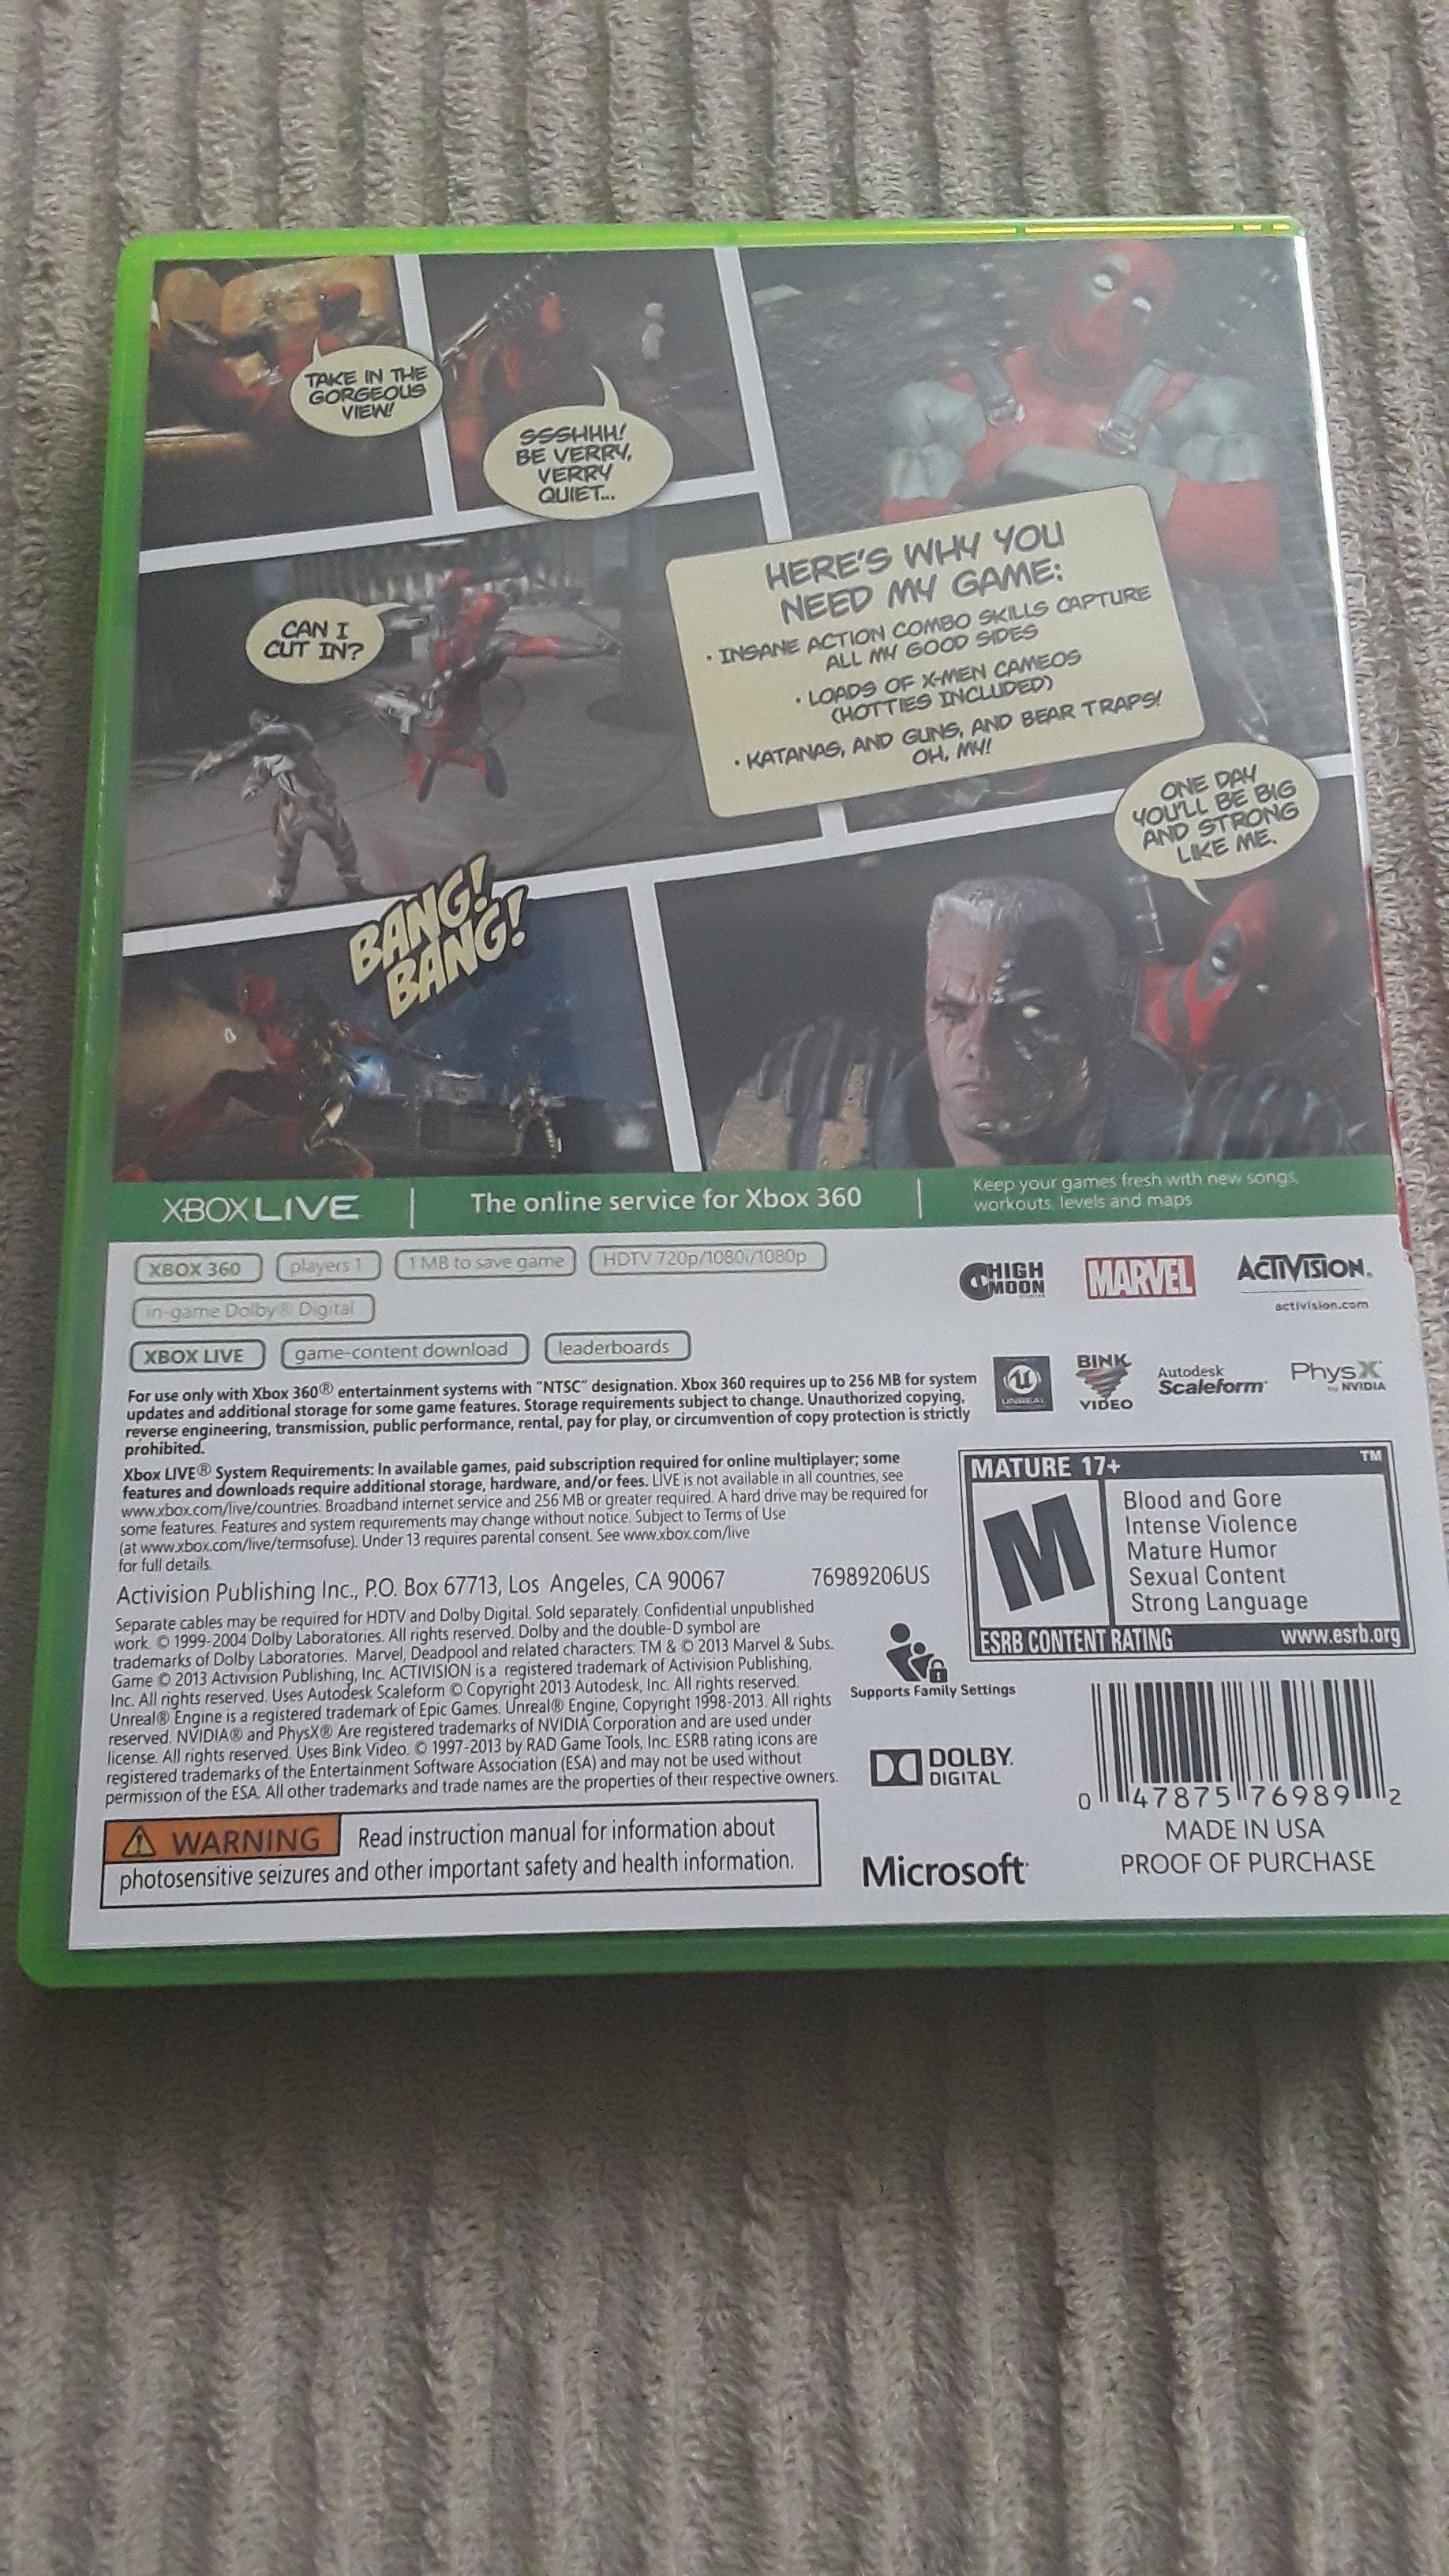 TAKE IN THE
GORGEOUS
VIEW!
SSSHHH!
BE VERRY,
VERRY
QUIET...
CAN I
CUT IN?
HERE'S WHY YOU
NEED MY GAME:
• INSANE ACTION COMBO SKILLS CAPTURE
ALL MY GOOD SIDES
• LOADS OF X-MEN CAMEOS
(HOTTIES INCLUDED)
• KATANAS, AND GUNS, AND BEAR TRAPS!
OH, MY!
ONE DAY
YOU'LL BE BIG
AND STRONG
LIKE ME.
BANG!
BANG!
XBOX LIVE | The online service for Xbox 360 | Keep your games fresh with new songs,
workouts, levels and maps
XBOX 360 players 1 1 MB to save game HDTV 720p/1080i/1080p
in-game Dolby® Digital
XBOX LIVE game-content download leaderboards
HIGH
MOON
STUDIOS
MARVEL
ACTIVISION®
activision.com
UNREAL
TECHNOLOGY
BINK
VIDEO
Autodesk
Scaleform®
PhysX™
by NVIDIA
For use only with Xbox 360® entertainment systems with "NTSC" designation. Xbox 360 requires up to 256 MB for system
updates and additional storage for some game features. Storage requirements subject to change. Unauthorized copying,
reverse engineering, transmission, public performance, rental, pay for play, or circumvention of copy protection is strictly
prohibited.
Xbox LIVE® System Requirements: In available games, paid subscription required for online multiplayer; some
features and downloads require additional storage, hardware, and/or fees. LIVE is not available in all countries, see
www.xbox.com/live/countries. Broadband internet service and 256 MB or greater required. A hard drive may be required for
some features. Features and system requirements may change without notice. Subject to Terms of Use
(at www.xbox.com/live/termsofuse). Under 13 requires parental consent. See www.xbox.com/live
for full details.
Activision Publishing Inc., P.O. Box 67713, Los Angeles, CA 90067 76989206US
Separate cables may be required for HDTV and Dolby Digital. Sold separately. Confidential unpublished
work. © 1999-2004 Dolby Laboratories. All rights reserved. Dolby and the double-D symbol are
trademarks of Dolby Laboratories. Marvel, Deadpool and related characters: TM & © 2013 Marvel & Subs.
Game © 2013 Activision Publishing, Inc. ACTIVISION is a registered trademark of Activision Publishing,
Inc. All rights reserved. Uses Autodesk Scaleform © Copyright 2013 Autodesk, Inc. All rights reserved.
Unreal® Engine is a registered trademark of Epic Games. Unreal® Engine, Copyright 1998-2013. All rights
reserved. NVIDIA® and PhysX® Are registered trademarks of NVIDIA Corporation and are used under
license. All rights reserved. Uses Bink Video. © 1997-2013 by RAD Game Tools, Inc. ESRB rating icons are
registered trademarks of the Entertainment Software Association (ESA) and may not be used without
permission of the ESA. All other trademarks and trade names are the properties of their respective owners.
WARNING Read instruction manual for information about
photosensitive seizures and other important safety and health information.
MATURE 17+ ™
M
Blood and Gore
Intense Violence
Mature Humor
Sexual Content
Strong Language
ESRB CONTENT RATING www.esrb.org
Supports Family Settings
DOLBY.
DIGITAL
Microsoft®
0 47875 76989 2
MADE IN USA
PROOF OF PURCHASE